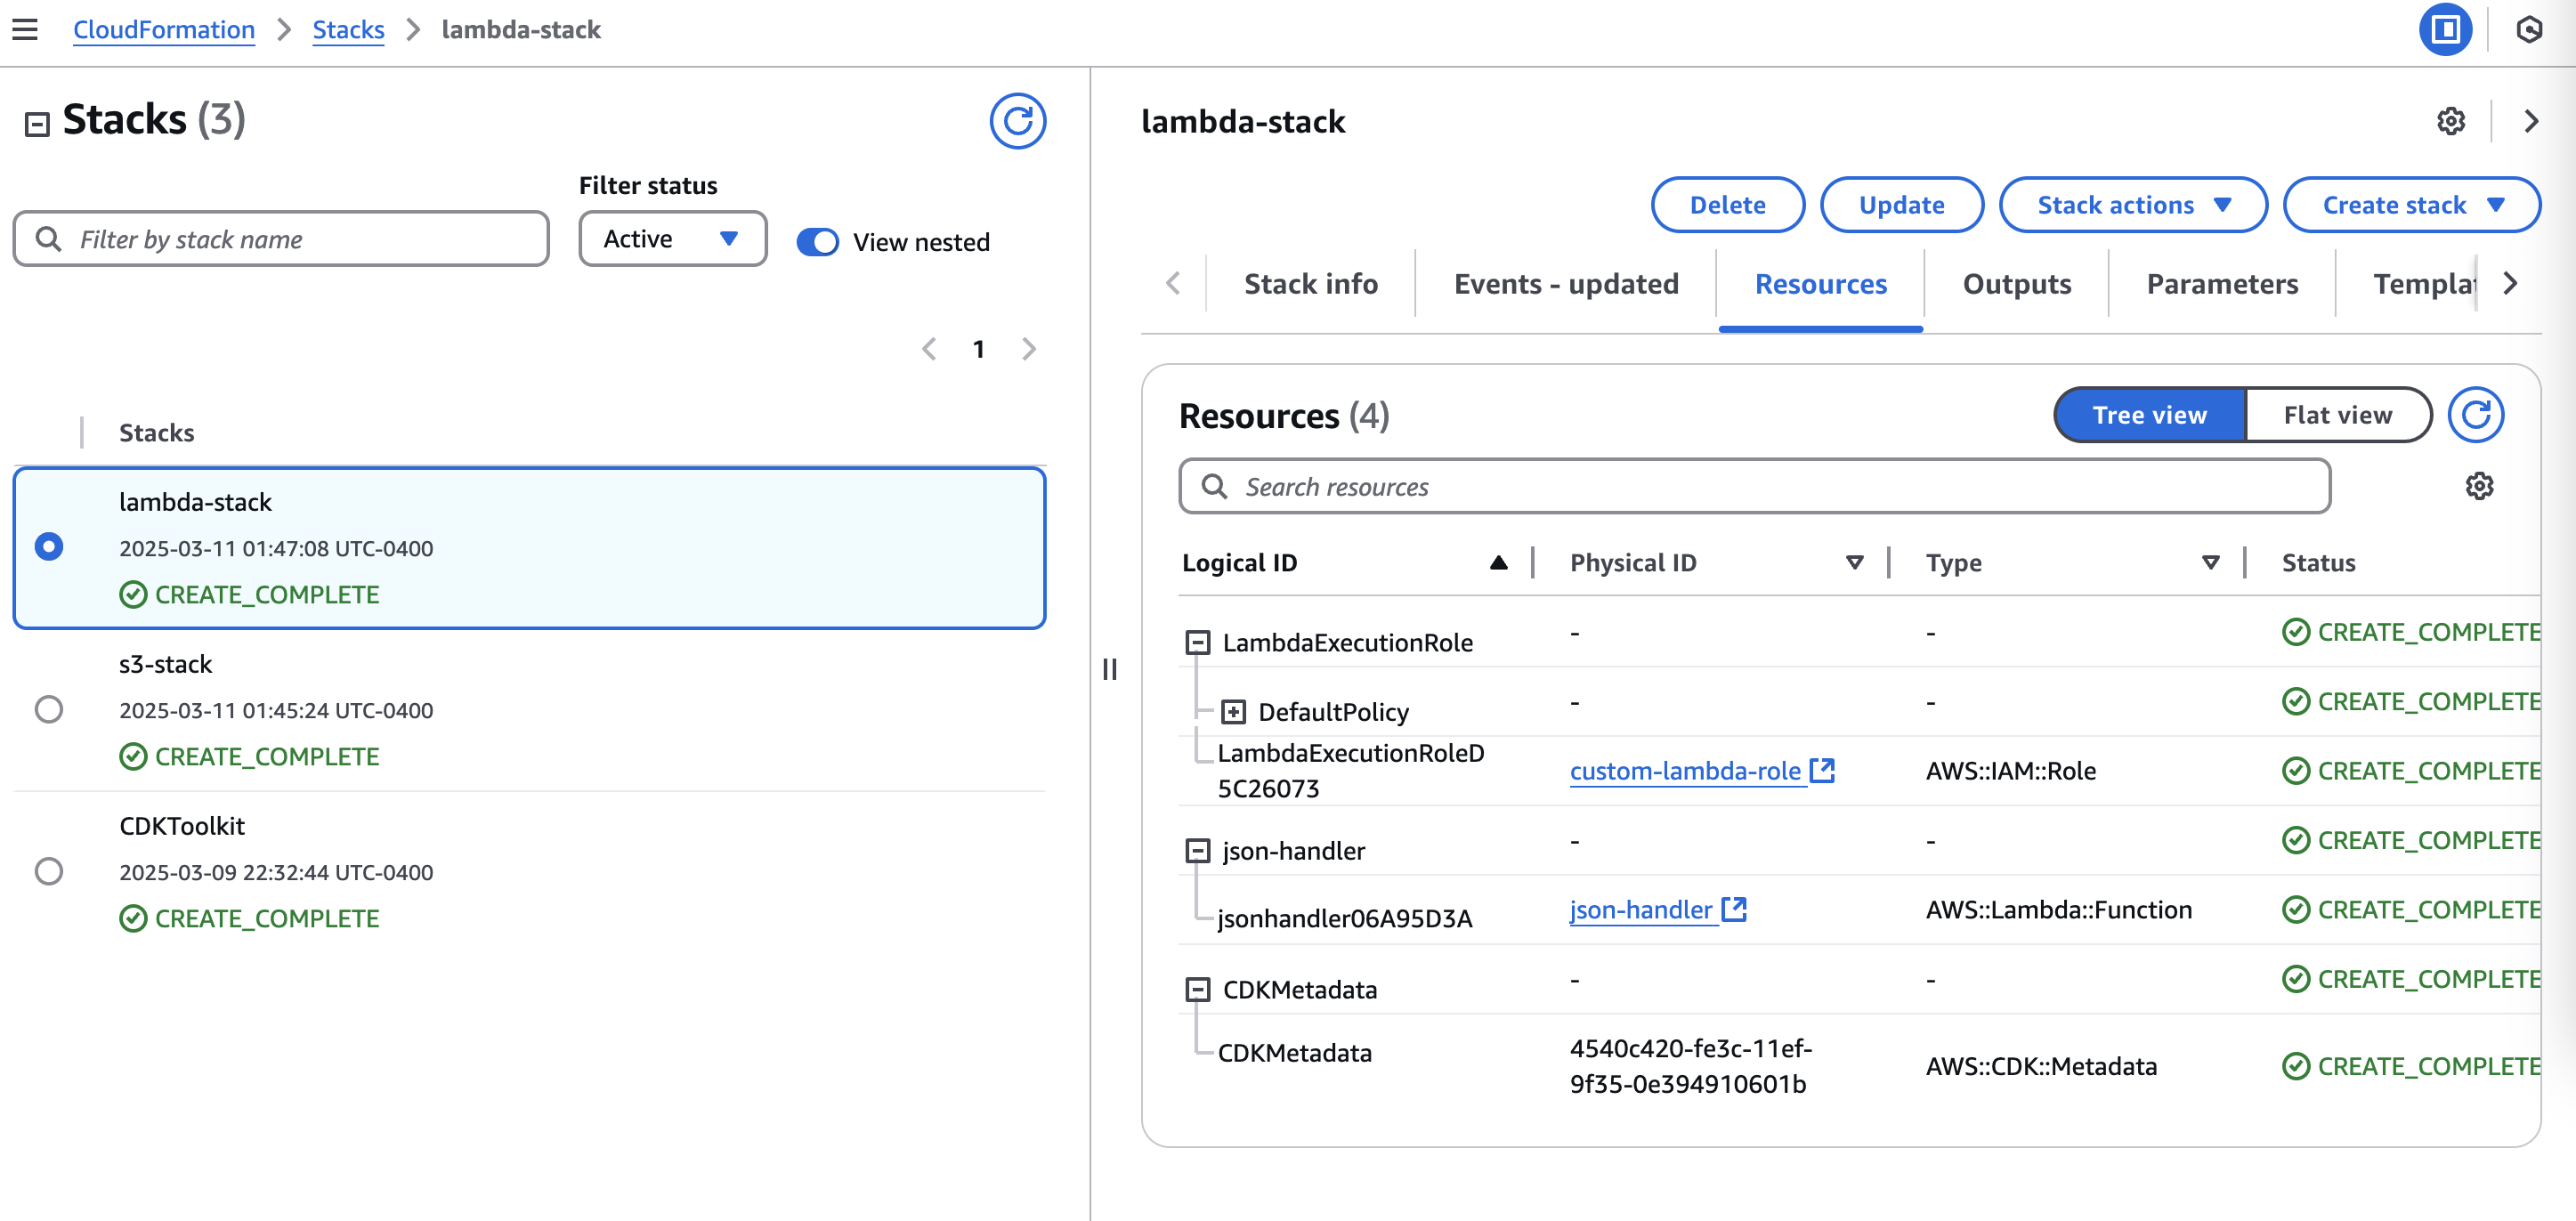 CloudFormation > Stacks > lambda-stack
Stacks (3)
Filter status
Filter by stack name
Active
View nested
1
Stacks
lambda-stack
2025-03-11 01:47:08 UTC-0400
CREATE_COMPLETE
s3-stack
2025-03-11 01:45:24 UTC-0400
CREATE_COMPLETE
CDKToolkit
2025-03-09 22:32:44 UTC-0400
CREATE_COMPLETE
lambda-stack
Delete Update Stack actions Create stack
Stack info Events - updated Resources Outputs Parameters Templat
Resources (4)
Tree view Flat view
Search resources
Logical ID Physical ID Type Status
LambdaExecutionRole - - CREATE_COMPLETE
DefaultPolicy - - CREATE_COMPLETE
LambdaExecutionRoleD
5C26073
custom-lambda-role AWS::IAM::Role CREATE_COMPLETE
json-handler - - CREATE_COMPLETE
jsonhandler06A95D3A json-handler AWS::Lambda::Function CREATE_COMPLETE
CDKMetadata - - CREATE_COMPLETE
CDKMetadata
4540c420-fe3c-11ef-
9f35-0e394910601b
AWS::CDK::Metadata CREATE_COMPLETE